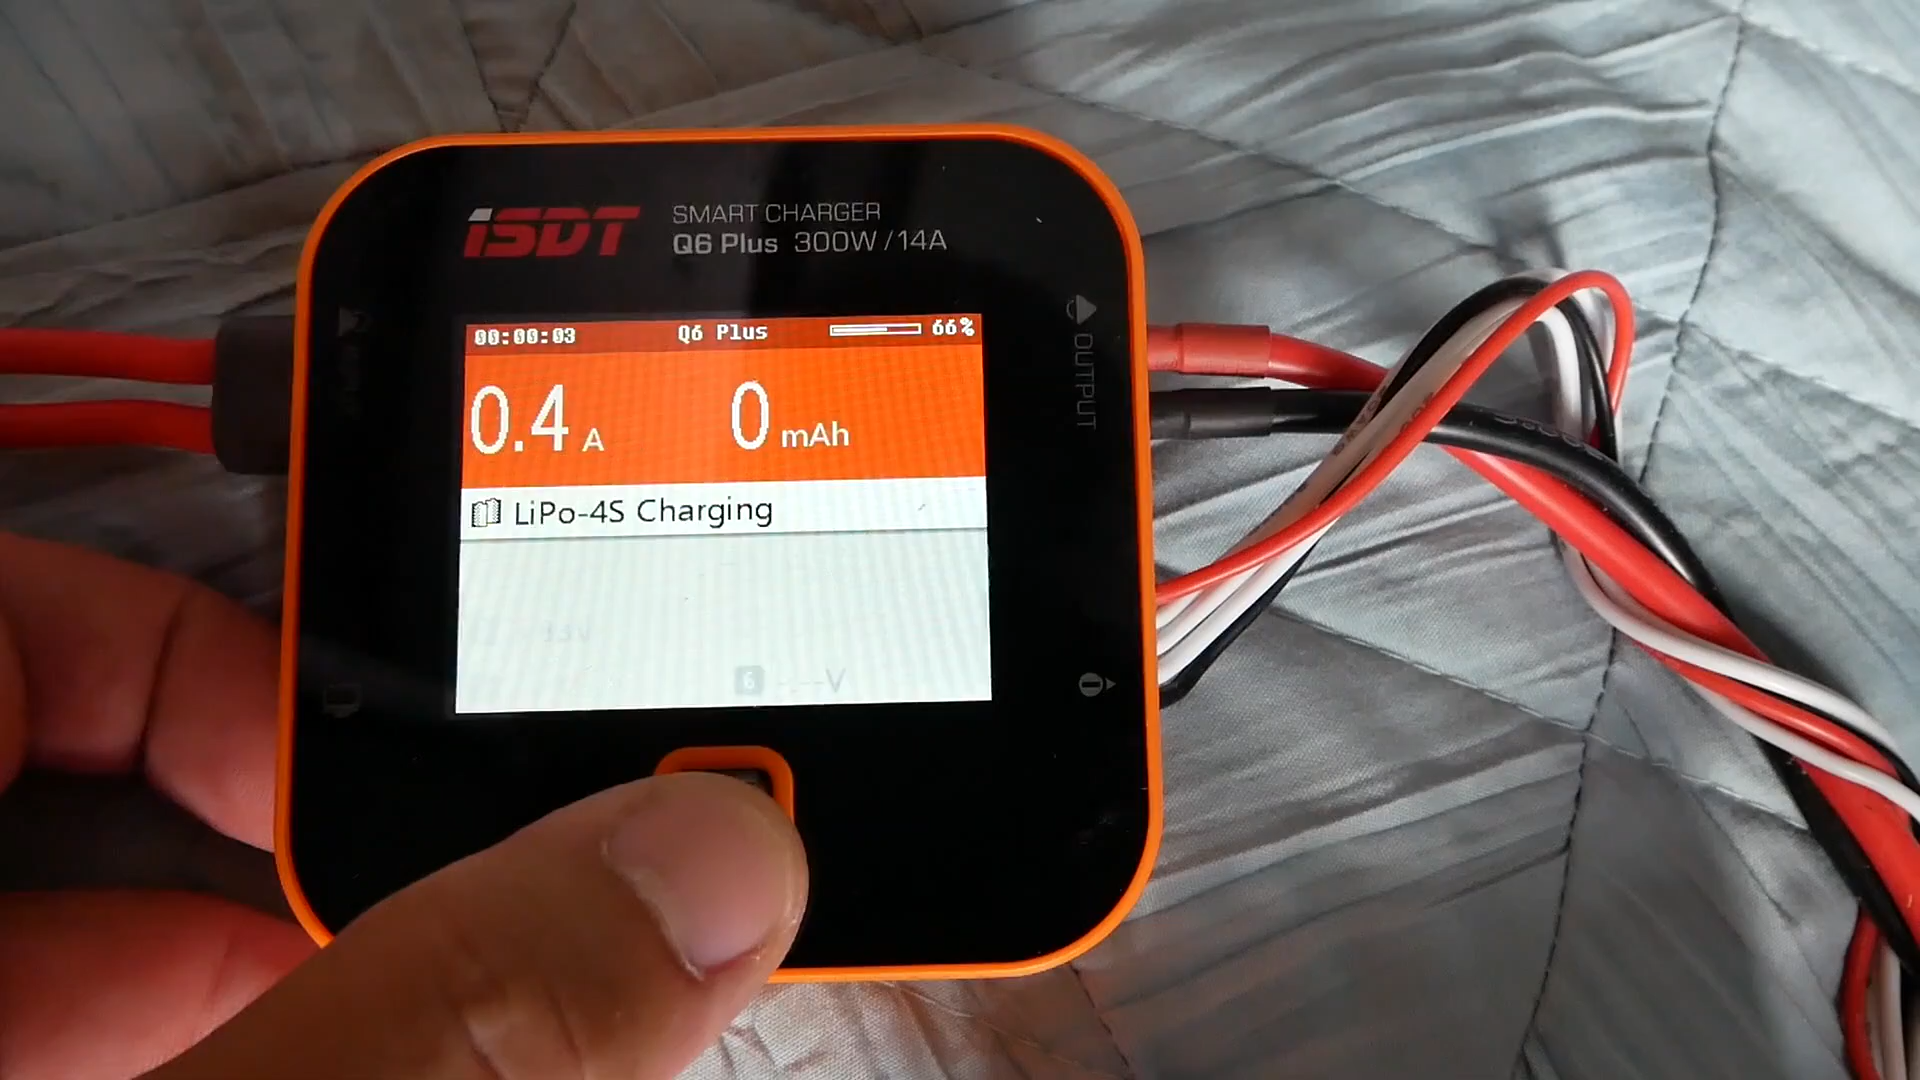 iSDT
SMART CHARGER
Q6 Plus 300W/14A
00:00:03 Q6 Plus 66%
0.4 A 0 mAh
LiPo-4S Charging
6 -.--V
OUTPUT